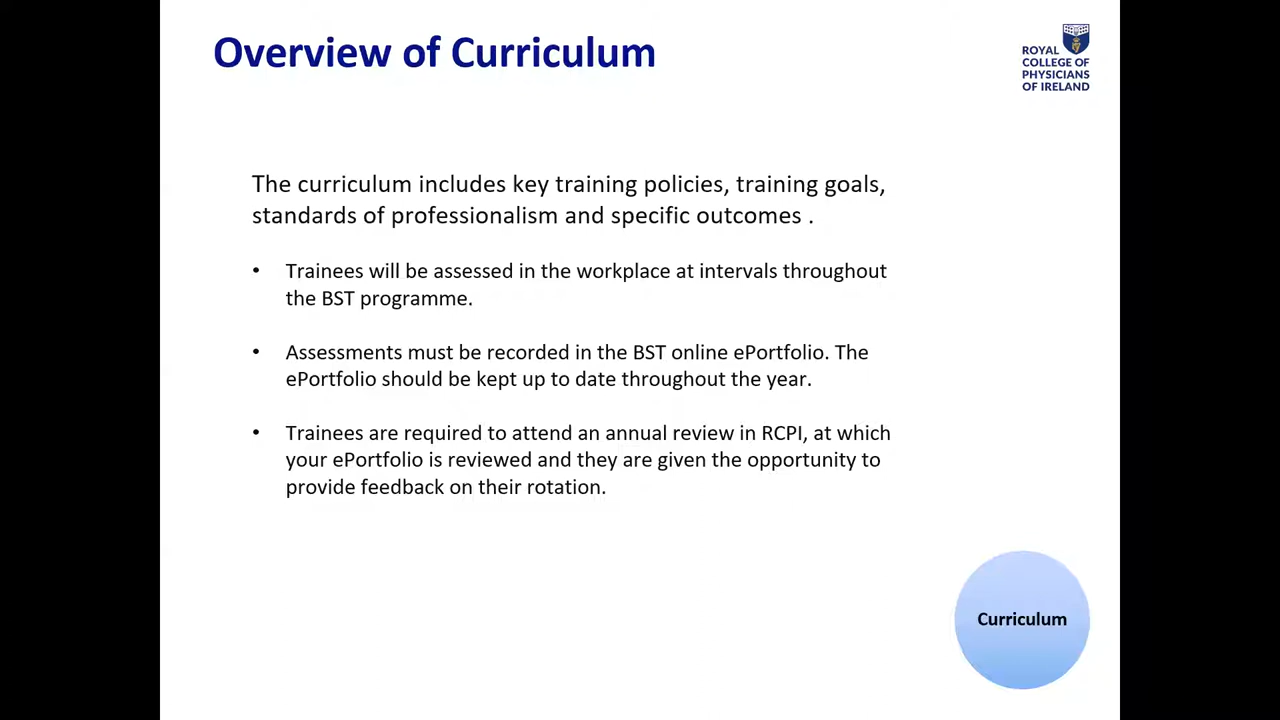 Overview of Curriculum
ROYAL
COLLEGE OF
PHYSICIANS
OF IRELAND
The curriculum includes key training policies, training goals,
standards of professionalism and specific outcomes .
• Trainees will be assessed in the workplace at intervals throughout
the BST programme.
• Assessments must be recorded in the BST online ePortfolio. The
ePortfolio should be kept up to date throughout the year.
• Trainees are required to attend an annual review in RCPI, at which
your ePortfolio is reviewed and they are given the opportunity to
provide feedback on their rotation.
Curriculum